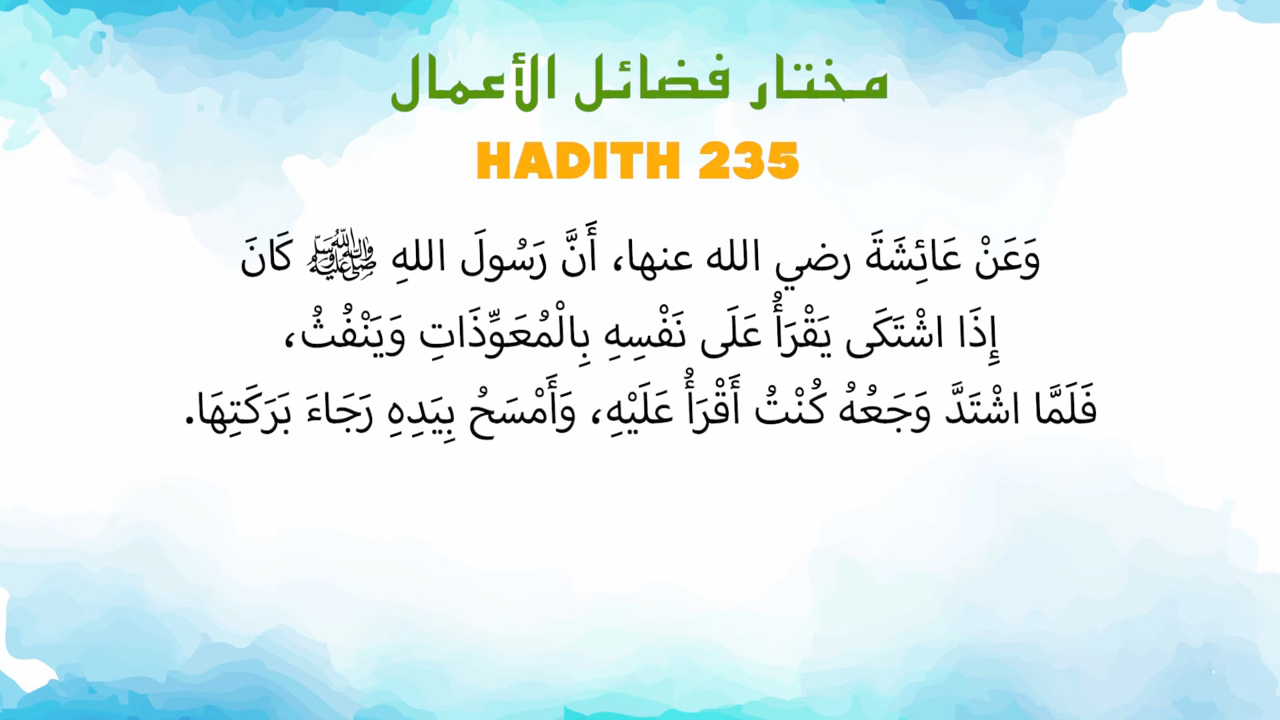 مختار فضائل الأعمال
HADITH 235
وَعَنْ عَائِشَةَ رضي الله عنها، أَنَّ رَسُولَ اللهِ ﷺ كَانَ
إِذَا اشْتَكَى يَقْرَأُ عَلَى نَفْسِهِ بِالْمُعَوِّذَاتِ وَيَنْفُثُ،
فَلَمَّا اشْتَدَّ وَجَعُهُ كُنْتُ أَقْرَأُ عَلَيْهِ، وَأَمْسَحُ بِيَدِهِ رَجَاءَ بَرَكَتِهَا.